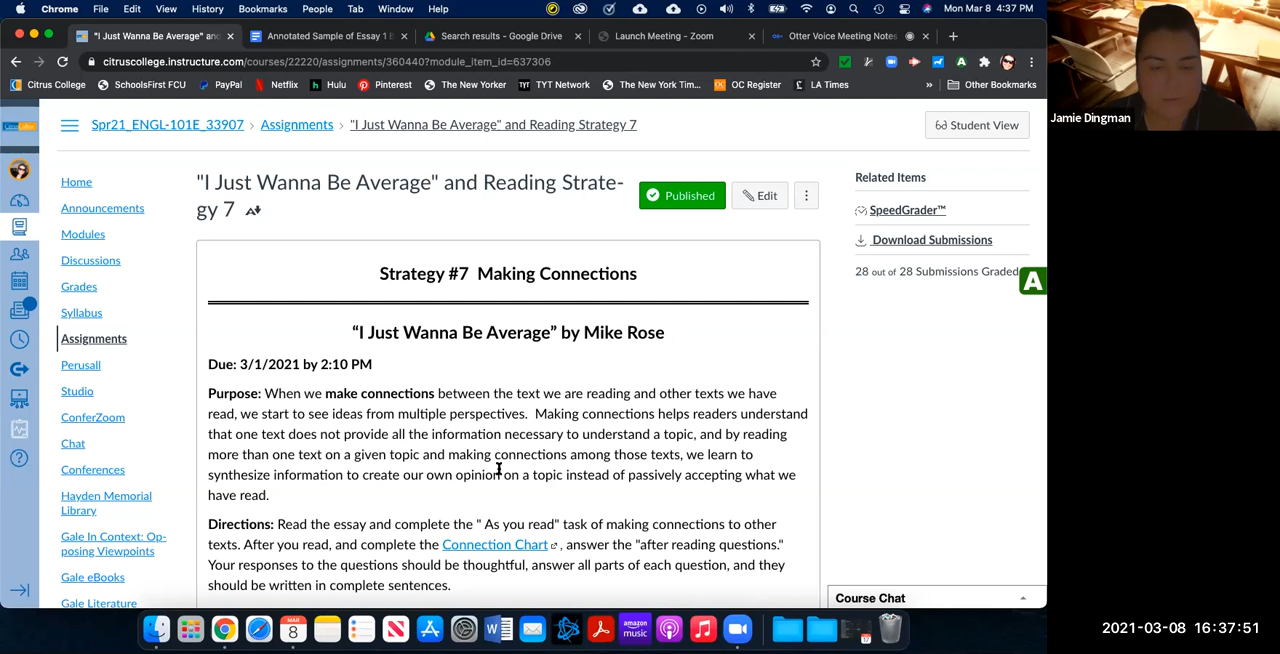 Chrome File Edit View History Bookmarks People Tab Window Help Mon Mar 8 4:37 PM
"I Just Wanna Be Average" and Annotated Sample of Essay 1 Search results - Google Drive Launch Meeting - Zoom Otter Voice Meeting Notes
citruscollege.instructure.com/courses/22220/assignments/360440?module_item_id=637306
Citrus College SchoolsFirst FCU PayPal Netflix Hulu Pinterest The New Yorker TYT Network The New York Tim... OC Register LA Times » Other Bookmarks
Jamie Dingman
Spr21_ENGL-101E_33907 › Assignments › "I Just Wanna Be Average" and Reading Strategy 7
Student View
Home
Announcements
Modules
Discussions
Grades
Syllabus
Assignments
Perusall
Studio
ConferZoom
Chat
Conferences
Hayden Memorial
Library
Gale In Context: Op-
posing Viewpoints
Gale eBooks
Gale Literature
"I Just Wanna Be Average" and Reading Strate-
gy 7
Published
Edit
Strategy #7 Making Connections
“I Just Wanna Be Average” by Mike Rose
Due: 3/1/2021 by 2:10 PM
Purpose: When we make connections between the text we are reading and other texts we have
read, we start to see ideas from multiple perspectives. Making connections helps readers understand
that one text does not provide all the information necessary to understand a topic, and by reading
more than one text on a given topic and making connections among those texts, we learn to
synthesize information to create our own opinion on a topic instead of passively accepting what we
have read.
Directions: Read the essay and complete the " As you read" task of making connections to other
texts. After you read, and complete the Connection Chart , answer the "after reading questions."
Your responses to the questions should be thoughtful, answer all parts of each question, and they
should be written in complete sentences.
Related Items
SpeedGrader™
Download Submissions
28 out of 28 Submissions Graded
A
Course Chat
MAR
8
amazon
music
2021-03-08 16:37:51